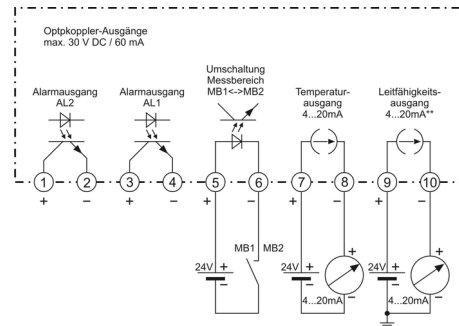 Optpkoppler-Ausgänge
max. 30 V DC / 60 mA
Umschaltung
Messbereich
MB1<->MB2
Alarmausgang
AL2
Alarmausgang
AL1
Temperatur-
ausgang
4...20mA
Leitfähigkeits-
ausgang
4...20mA**
1 2 3 4 5 6 7 8 9 10
+ − + − + − + − + −
MB1 MB2
24V + −
24V + −
+ −
4...20mA
24V + −
+ −
4...20mA